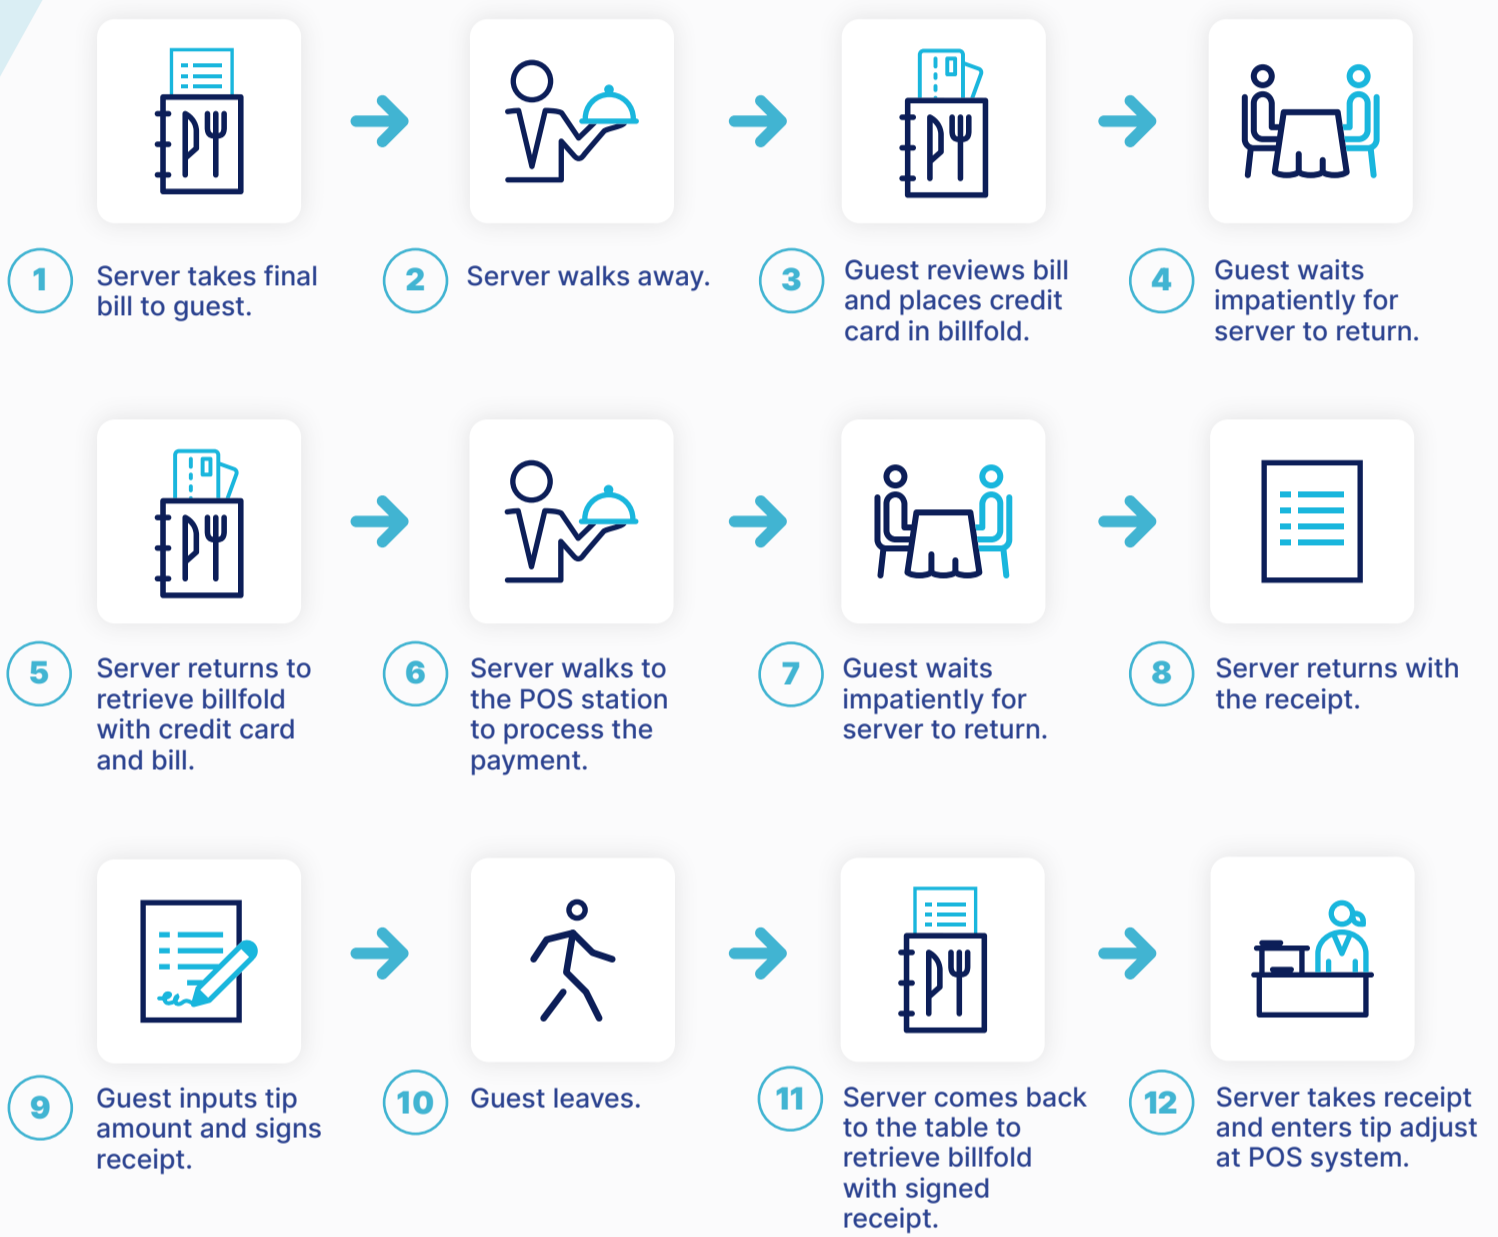 1
Server takes final
bill to guest.
2
Server walks away.
3
Guest reviews bill
and places credit
card in billfold.
4
Guest waits
impatiently for
server to return.
5
Server returns to
retrieve billfold
with credit card
and bill.
6
Server walks to
the POS station
to process the
payment.
7
Guest waits
impatiently for
server to return.
8
Server returns with
the receipt.
9
Guest inputs tip
amount and signs
receipt.
10
Guest leaves.
11
Server comes back
to the table to
retrieve billfold
with signed
receipt.
12
Server takes receipt
and enters tip adjust
at POS system.